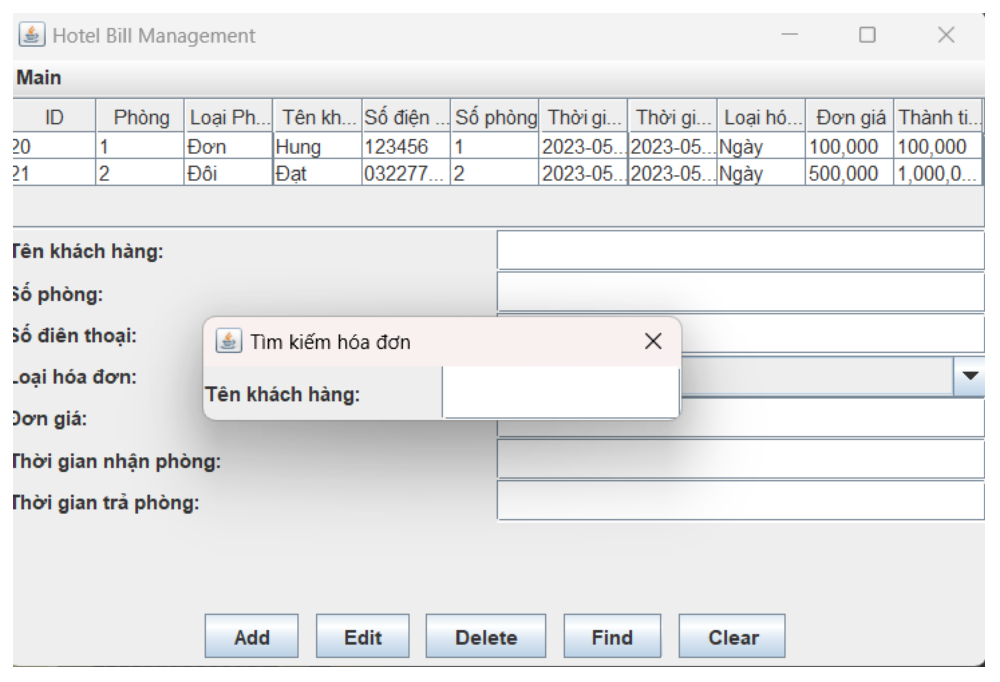 Hotel Bill Management
Main
ID Phòng Loại Ph... Tên kh... Số điện ... Số phòng Thời gi... Thời gi... Loại hó... Đơn giá Thành ti...
20 1 Đơn Hung 123456 1 2023-05... 2023-05... Ngày 100,000 100,000
21 2 Đôi Đạt 032277... 2 2023-05... 2023-05... Ngày 500,000 1,000,0...
Tên khách hàng:
Số phòng:
Số điên thoại:
Tìm kiếm hóa đơn
Loại hóa đơn:
Tên khách hàng:
Đơn giá:
Thời gian nhận phòng:
Thời gian trả phòng:
Add Edit Delete Find Clear